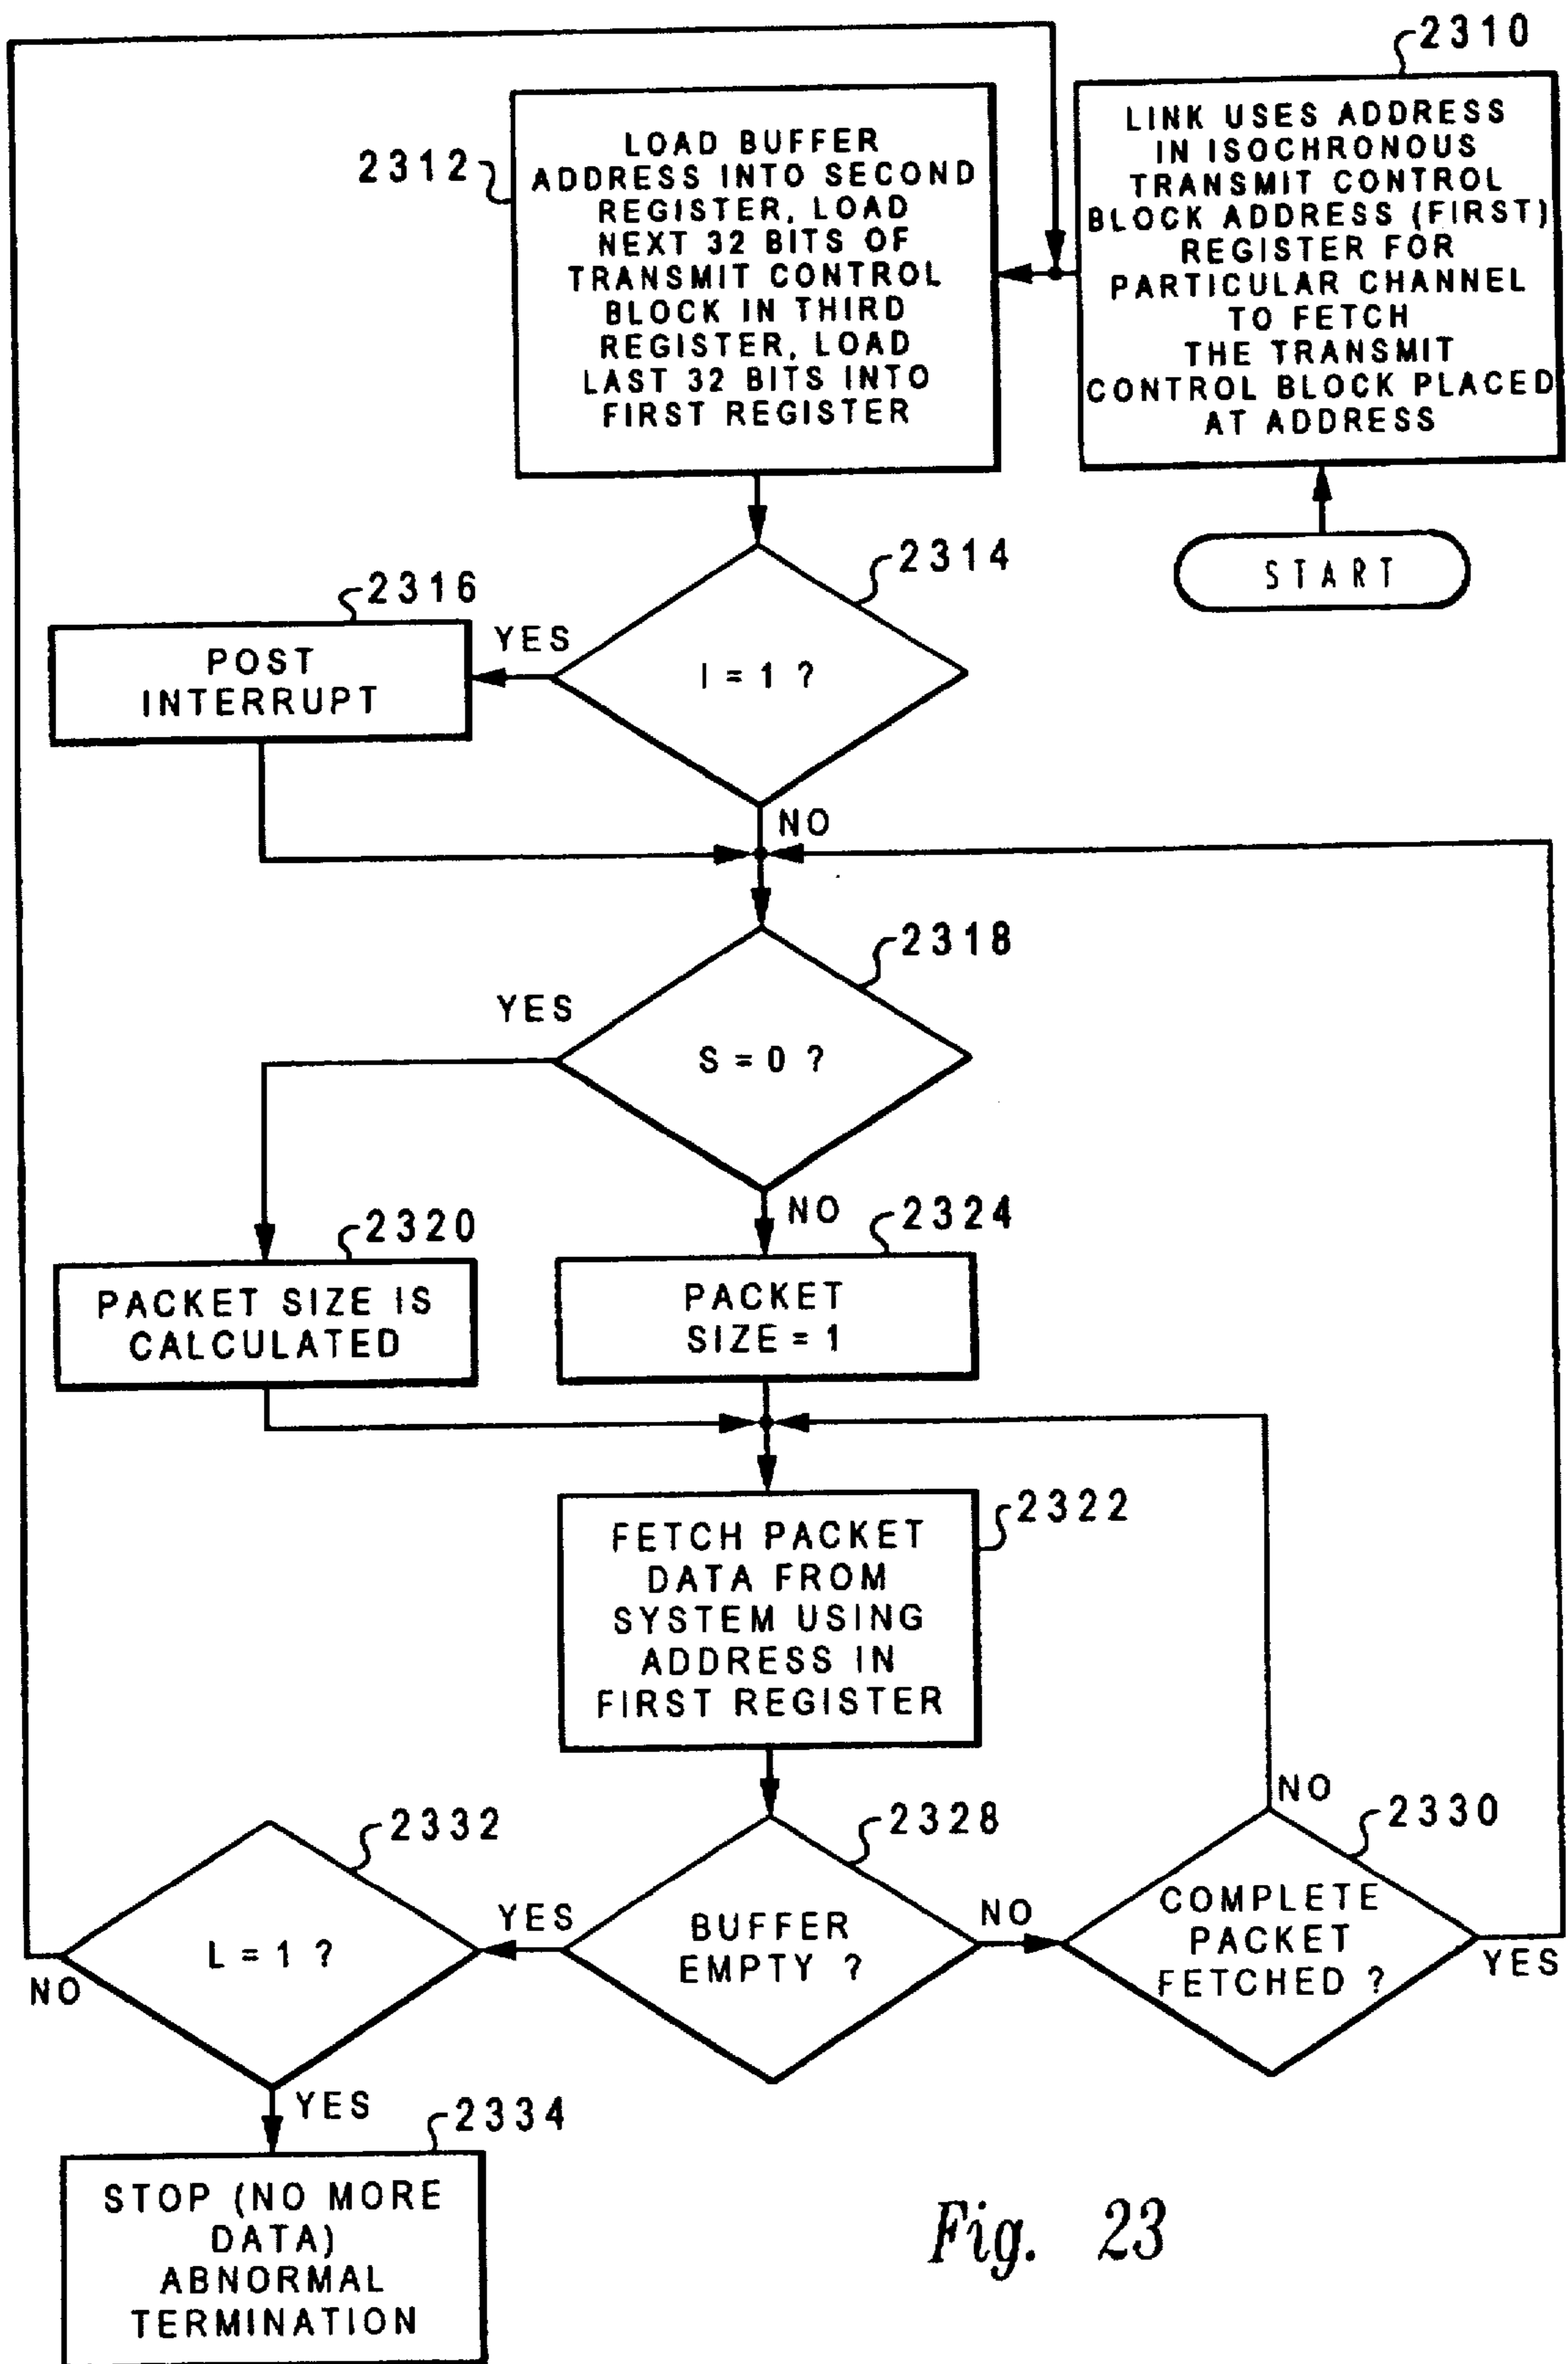 2310
LINK USES ADDRESS
IN ISOCHRONOUS
TRANSMIT CONTROL
BLOCK ADDRESS (FIRST)
REGISTER FOR
PARTICULAR CHANNEL
TO FETCH
THE TRANSMIT
CONTROL BLOCK PLACED
AT ADDRESS
START
2312
LOAD BUFFER
ADDRESS INTO SECOND
REGISTER, LOAD
NEXT 32 BITS OF
TRANSMIT CONTROL
BLOCK IN THIRD
REGISTER, LOAD
LAST 32 BITS INTO
FIRST REGISTER
2314
I = 1 ?
YES
NO
2316
POST
INTERRUPT
2318
S = 0 ?
YES
NO
2320
PACKET SIZE IS
CALCULATED
2324
PACKET
SIZE = 1
2322
FETCH PACKET
DATA FROM
SYSTEM USING
ADDRESS IN
FIRST REGISTER
2328
BUFFER
EMPTY ?
YES
NO
2330
COMPLETE
PACKET
FETCHED ?
NO
YES
2332
L = 1 ?
NO
YES
2334
STOP (NO MORE
DATA)
ABNORMAL
TERMINATION
Fig. 23